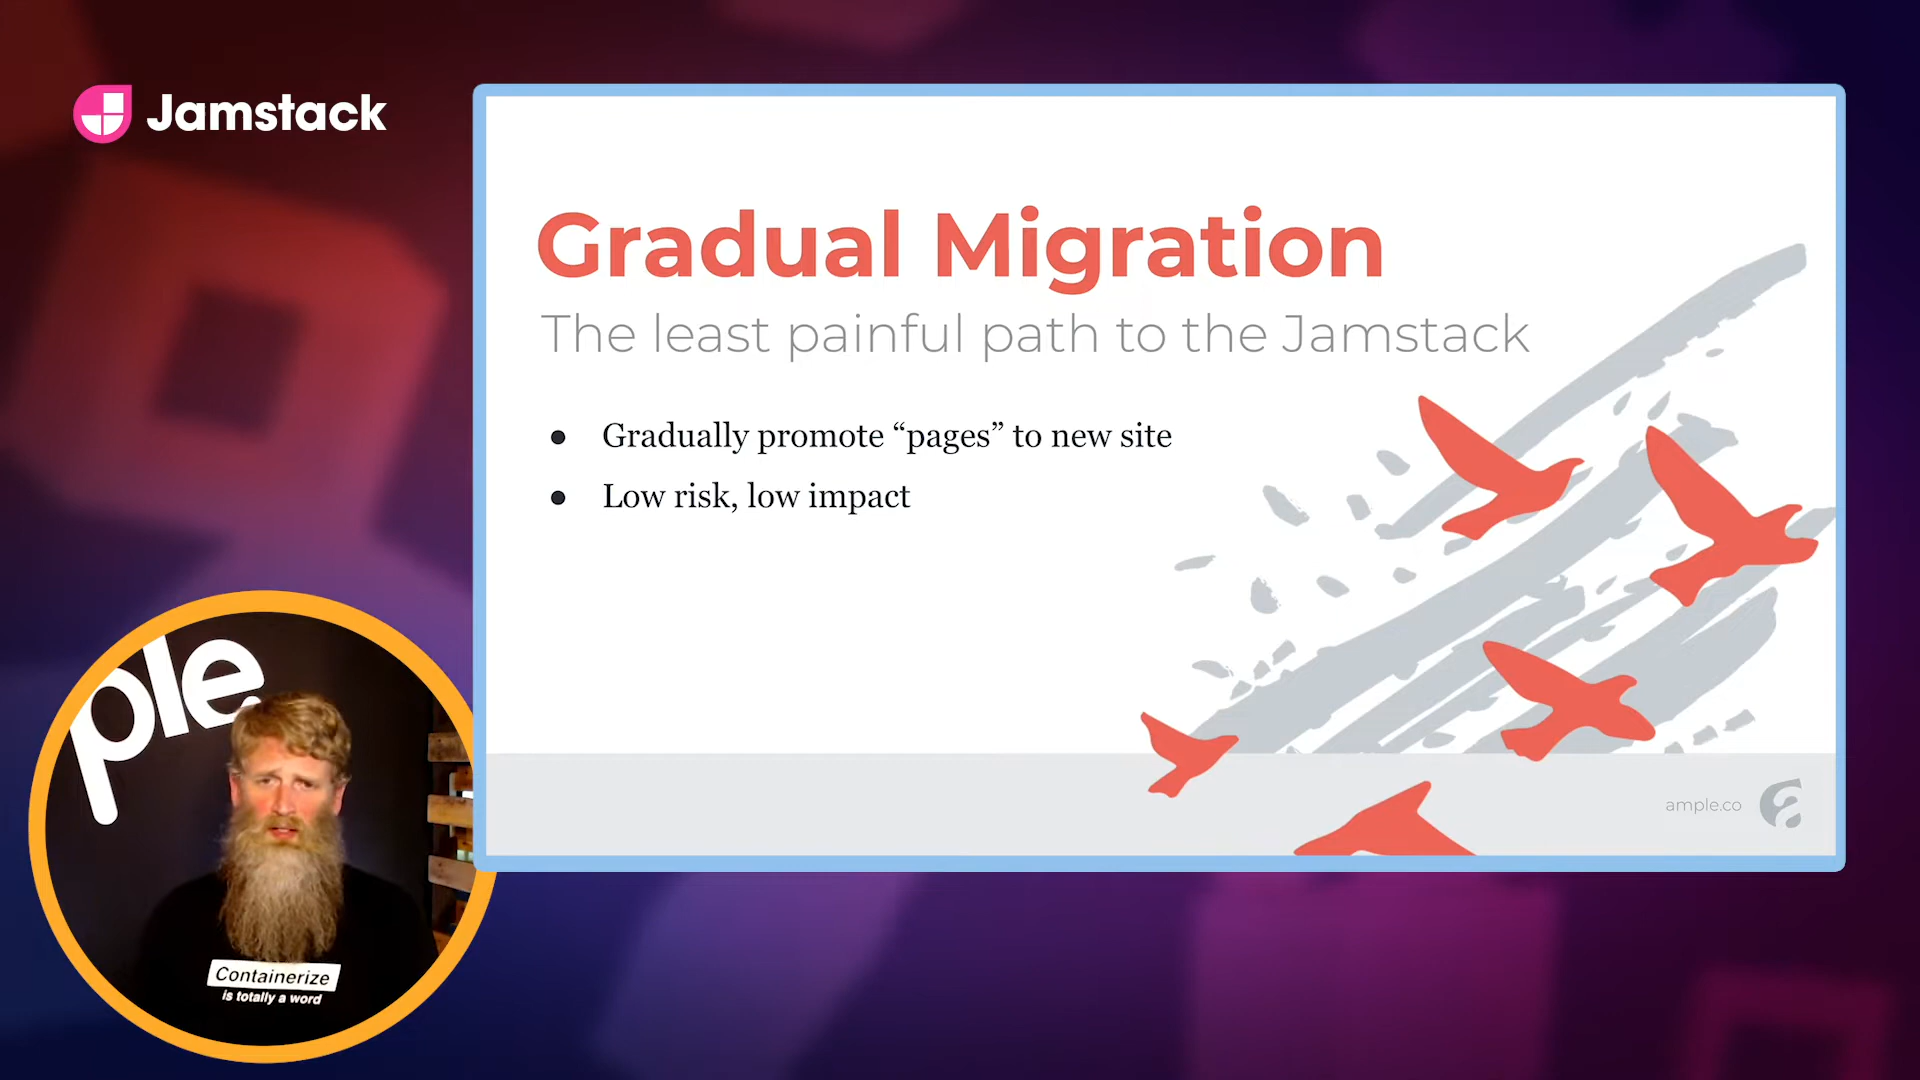 Jamstack
Gradual Migration
The least painful path to the Jamstack
● Gradually promote “pages” to new site
● Low risk, low impact
ample.co
ple
Containerize
is totally a word